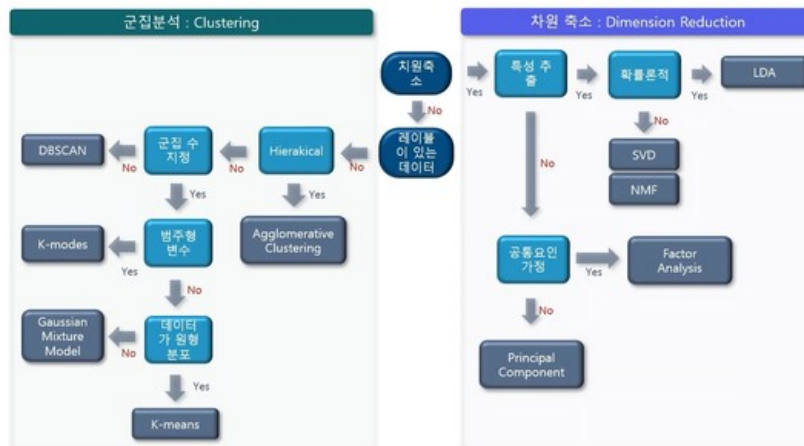 군집분석 : Clustering
차원 축소 : Dimension Reduction
치원축
소
Yes
특성 추
출
Yes
확률론적
Yes
LDA
No
No
SVD
NMF
No
레이블
이 있는
데이터
No
Hierakical
No
군집 수
지정
No
DBSCAN
Yes
Yes
Agglomerative
Clustering
범주형
변수
Yes
K-modes
No
데이터
가 원형
분포
No
Gaussian
Mixture
Model
Yes
K-means
공통요인
가정
Yes
Factor
Analysis
No
Principal
Component